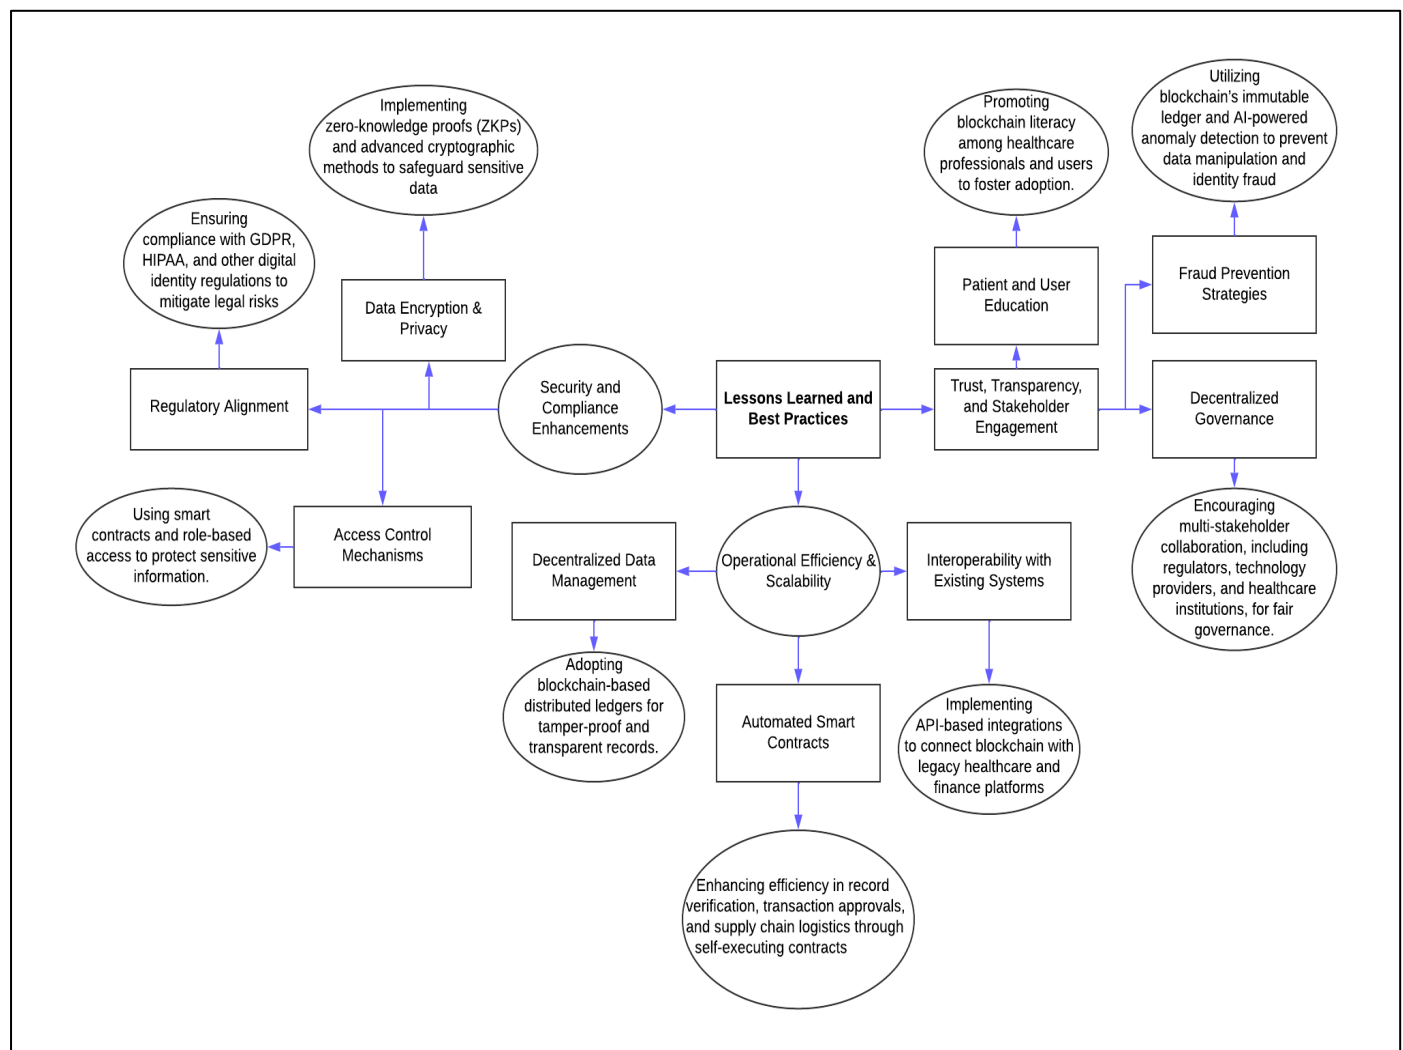 Utilizing
blockchain's immutable
ledger and AI-powered
anomaly detection to prevent
data manipulation and
identity fraud
Implementing
zero-knowledge proofs (ZKPs)
and advanced cryptographic
methods to safeguard sensitive
data
Promoting
blockchain literacy
among healthcare
professionals and users
to foster adoption.
Ensuring
compliance with GDPR,
HIPAA, and other digital
identity regulations to
mitigate legal risks
Data Encryption &
Privacy
Patient and User
Education
Fraud Prevention
Strategies
Regulatory Alignment
Security and
Compliance
Enhancements
Lessons Learned and
Best Practices
Trust, Transparency,
and Stakeholder
Engagement
Decentralized
Governance
Using smart
contracts and role-based
access to protect sensitive
information.
Access Control
Mechanisms
Decentralized Data
Management
Operational Efficiency &
Scalability
Interoperability with
Existing Systems
Encouraging
multi-stakeholder
collaboration, including
regulators, technology
providers, and healthcare
institutions, for fair
governance.
Adopting
blockchain-based
distributed ledgers for
tamper-proof and
transparent records.
Automated Smart
Contracts
Implementing
API-based integrations
to connect blockchain with
legacy healthcare and
finance platforms
Enhancing efficiency in record
verification, transaction approvals,
and supply chain logistics through
self-executing contracts